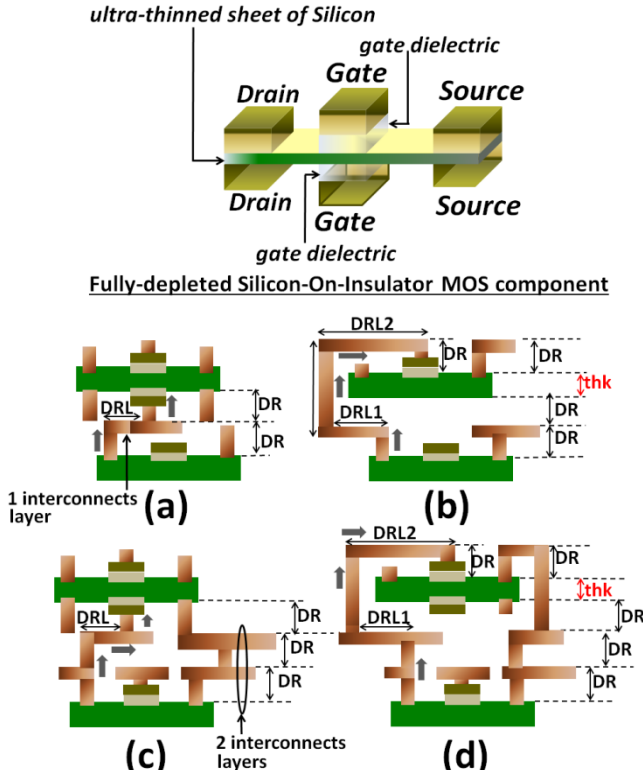 ultra-thinned sheet of Silicon
gate dielectric
Drain
Gate
Source
Drain
Gate
Source
gate dielectric
Fully-depleted Silicon-On-Insulator MOS component
DRL
DR
DR
1 interconnects
layer
(a)
DRL2
DR
DR
thk
DRL1
DR
DR
(b)
DRL
DR
DR
DR
2 interconnects
layers
(c)
DRL2
DR
DR
thk
DRL1
DR
DR
DR
(d)